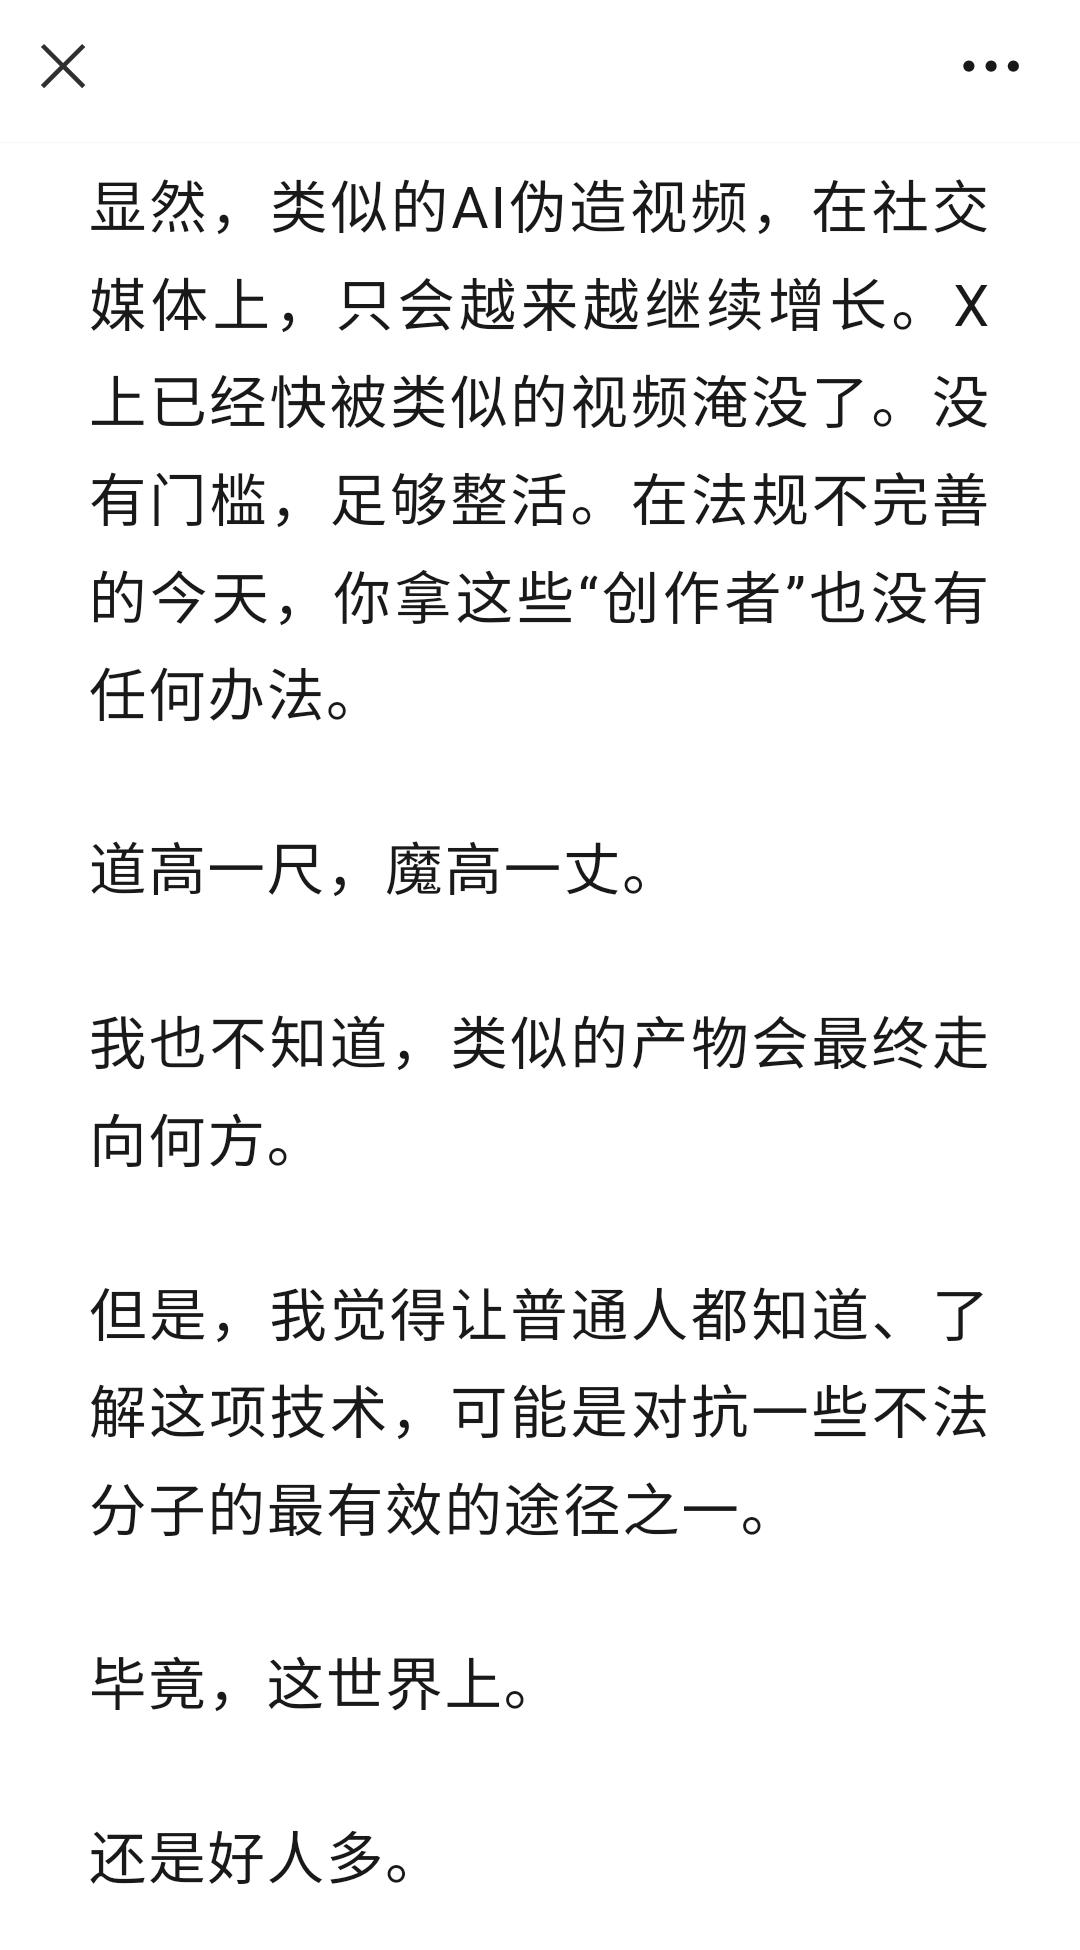 显然，类似的AI伪造视频，在社交
媒体上，只会越来越继续增长。X
上已经快被类似的视频淹没了。没
有门槛，足够整活。在法规不完善
的今天，你拿这些“创作者”也没有
任何办法。
道高一尺，魔高一丈。
我也不知道，类似的产物会最终走
向何方。
但是，我觉得让普通人都知道、了
解这项技术，可能是对抗一些不法
分子的最有效的途径之一。
毕竟，这世界上。
还是好人多。